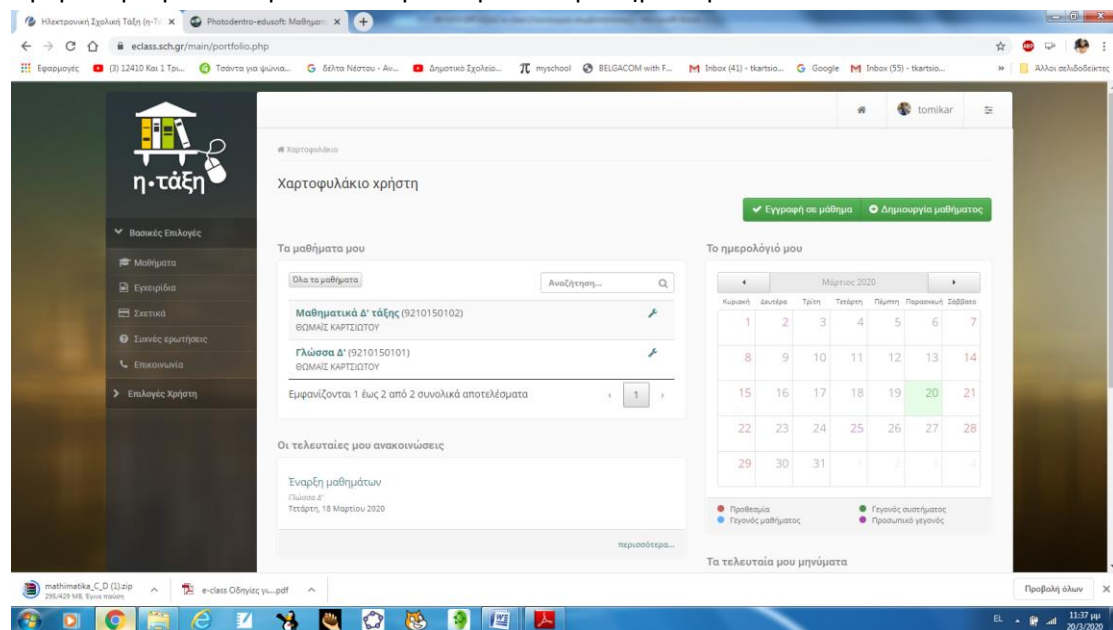 Ηλεκτρονική Σχολική Τάξη (η-Τά
Photodentro-edusoft: Μαθηματι
eclass.sch.gr/main/portfolio.php
Εφαρμογές
(3) 12410 Και 1 Τρι...
Τσάντα για ψώνια...
δέλτα Νέστου - Αν...
Δημοτικό Σχολείο...
myschool
BELGACOM with F...
Inbox (41) - tkartsio...
Google
Inbox (55) - tkartsio...
»
Άλλοι σελιδοδείκτες
η·τάξη
tomikar
Χαρτοφυλάκιο
Χαρτοφυλάκιο χρήστη
Εγγραφή σε μάθημα
Δημιουργία μαθήματος
Βασικές Επιλογές
Μαθήματα
Εγχειρίδια
Σχετικά
Συχνές ερωτήσεις
Επικοινωνία
Επιλογές Χρήστη
Τα μαθήματα μου
Όλα τα μαθήματα
Αναζήτηση...
Μαθηματικά Δ' τάξης (9210150102)
ΘΩΜΑΪΣ ΚΑΡΤΣΙΩΤΟΥ
Γλώσσα Δ' (9210150101)
ΘΩΜΑΪΣ ΚΑΡΤΣΙΩΤΟΥ
Εμφανίζονται 1 έως 2 από 2 συνολικά αποτελέσματα
‹ 1 ›
Οι τελευταίες μου ανακοινώσεις
Έναρξη μαθημάτων
Γλώσσα Δ'
Τετάρτη, 18 Μαρτίου 2020
περισσότερα...
Το ημερολόγιό μου
Μάρτιος 2020
Κυριακή Δευτέρα Τρίτη Τετάρτη Πέμπτη Παρασκευή Σάββατο
1 2 3 4 5 6 7
8 9 10 11 12 13 14
15 16 17 18 19 20 21
22 23 24 25 26 27 28
29 30 31 1 2 3 4
Προθεσμία
Γεγονός συστήματος
Γεγονός μαθήματος
Προσωπικό γεγονός
Τα τελευταία μου μηνύματα
mathimatika_C_D (1).zip
295/429 MB, Έγινε παύση
e-class Οδηγίες γι....pdf
Προβολή όλων
EL
11:37 μμ
20/3/2020